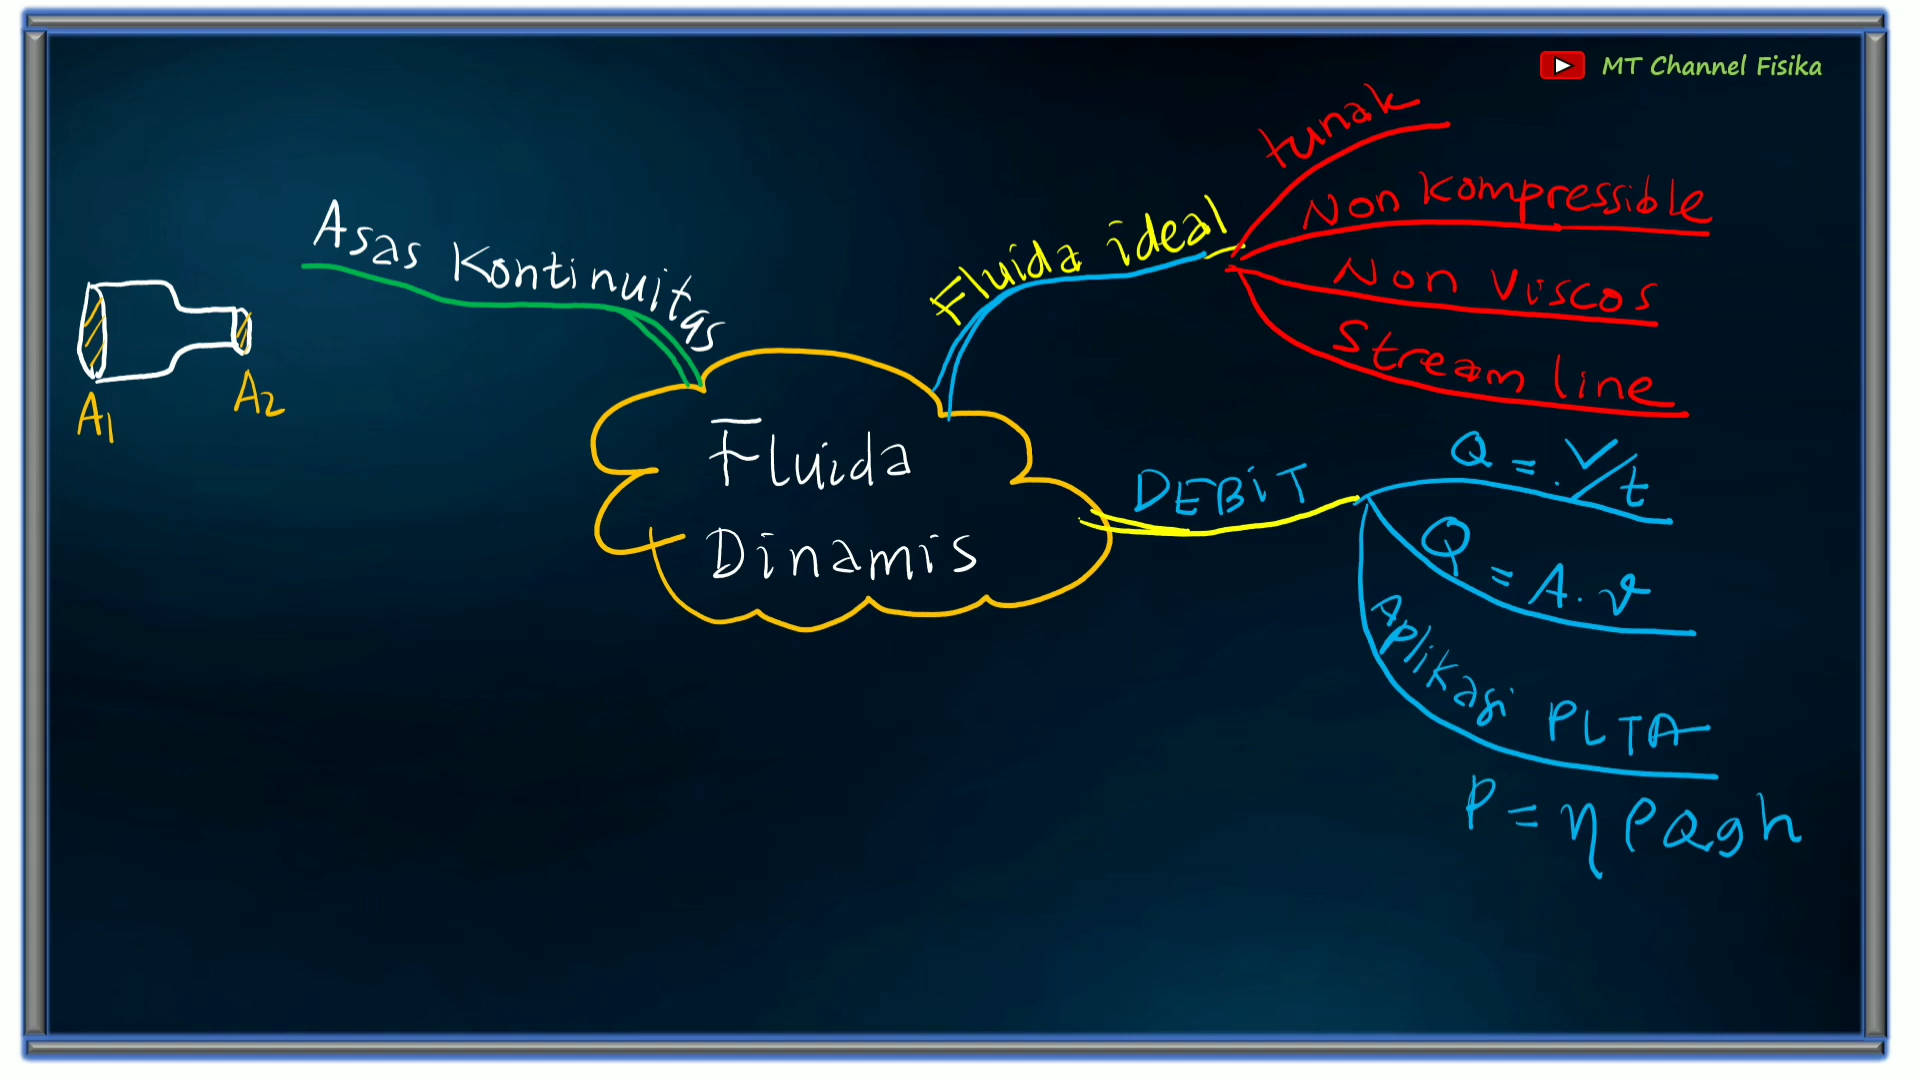 MT Channel Fisika
Asas Kontinuitas
A1
A2
Fluida
Dinamis
Fluida ideal
tunak
Non Kompressible
Non Viscos
Stream line
DEBiT
Q = V/t
Q = A . v
Aplikasi PLTA
P = η ρ Q g h